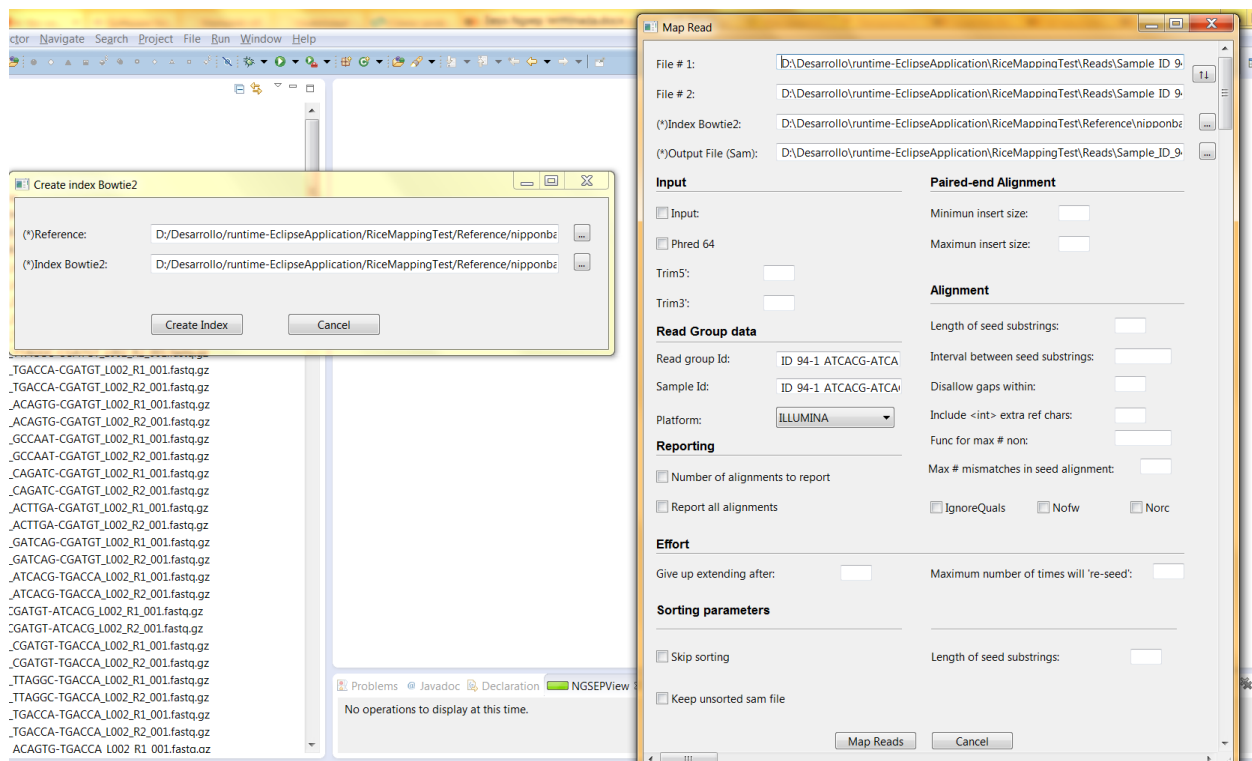 ctor Navigate Search Project File Run Window Help
Create index Bowtie2
(*)Reference: D:/Desarrollo/runtime-EclipseApplication/RiceMappingTest/Reference/nipponba ...
(*)Index Bowtie2: D:/Desarrollo/runtime-EclipseApplication/RiceMappingTest/Reference/nipponba ...
Create Index Cancel
_TGACCA-CGATGT_L002_R1_001.fastq.gz
_TGACCA-CGATGT_L002_R2_001.fastq.gz
_ACAGTG-CGATGT_L002_R1_001.fastq.gz
_ACAGTG-CGATGT_L002_R2_001.fastq.gz
_GCCAAT-CGATGT_L002_R1_001.fastq.gz
_GCCAAT-CGATGT_L002_R2_001.fastq.gz
_CAGATC-CGATGT_L002_R1_001.fastq.gz
_CAGATC-CGATGT_L002_R2_001.fastq.gz
_ACTTGA-CGATGT_L002_R1_001.fastq.gz
_ACTTGA-CGATGT_L002_R2_001.fastq.gz
_GATCAG-CGATGT_L002_R1_001.fastq.gz
_GATCAG-CGATGT_L002_R2_001.fastq.gz
_ATCACG-TGACCA_L002_R1_001.fastq.gz
_ATCACG-TGACCA_L002_R2_001.fastq.gz
CGATGT-ATCACG_L002_R1_001.fastq.gz
CGATGT-ATCACG_L002_R2_001.fastq.gz
_CGATGT-TGACCA_L002_R1_001.fastq.gz
_CGATGT-TGACCA_L002_R2_001.fastq.gz
_TTAGGC-TGACCA_L002_R1_001.fastq.gz
_TTAGGC-TGACCA_L002_R2_001.fastq.gz
_TGACCA-TGACCA_L002_R1_001.fastq.gz
_TGACCA-TGACCA_L002_R2_001.fastq.gz
_ACAGTG-TGACCA_L002_R1_001.fastq.gz
Problems @ Javadoc Declaration NGSEPView
No operations to display at this time.
Map Read
File # 1: D:\Desarrollo\runtime-EclipseApplication\RiceMappingTest\Reads\Sample_ID_9
File # 2: D:\Desarrollo\runtime-EclipseApplication\RiceMappingTest\Reads\Sample_ID_9
(*)Index Bowtie2: D:\Desarrollo\runtime-EclipseApplication\RiceMappingTest\Reference\nipponba ...
(*)Output File (Sam): D:\Desarrollo\runtime-EclipseApplication\RiceMappingTest\Reads\Sample_ID_9 ...
Input Paired-end Alignment
Input: Minimun insert size:
Phred 64 Maximun insert size:
Trim5':
Alignment
Trim3':
Read Group data Length of seed substrings:
Read group Id: ID_94-1_ATCACG-ATCA Interval between seed substrings:
Sample Id: ID_94-1_ATCACG-ATCA Disallow gaps within:
Platform: ILLUMINA Include <int> extra ref chars:
Reporting Func for max # non:
Number of alignments to report Max # mismatches in seed alignment:
Report all alignments IgnoreQuals Nofw Norc
Effort
Give up extending after: Maximum number of times will 're-seed':
Sorting parameters
Skip sorting Length of seed substrings:
Keep unsorted sam file
Map Reads Cancel